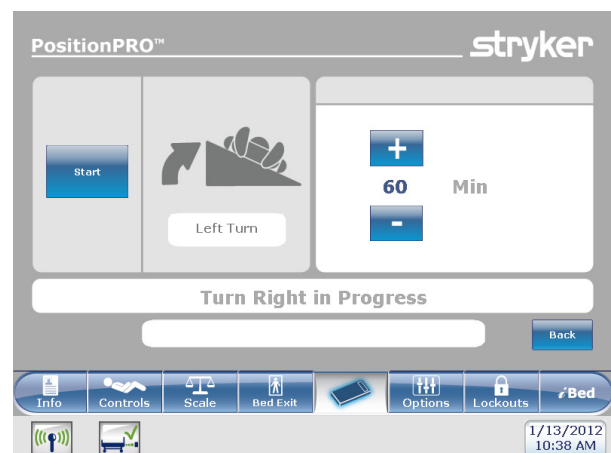 PositionPRO™
stryker
Start
Left Turn
+
60 Min
-
Turn Right in Progress
Back
Info
Controls
Scale
Bed Exit
Options
Lockouts
iBed
1/13/2012
10:38 AM